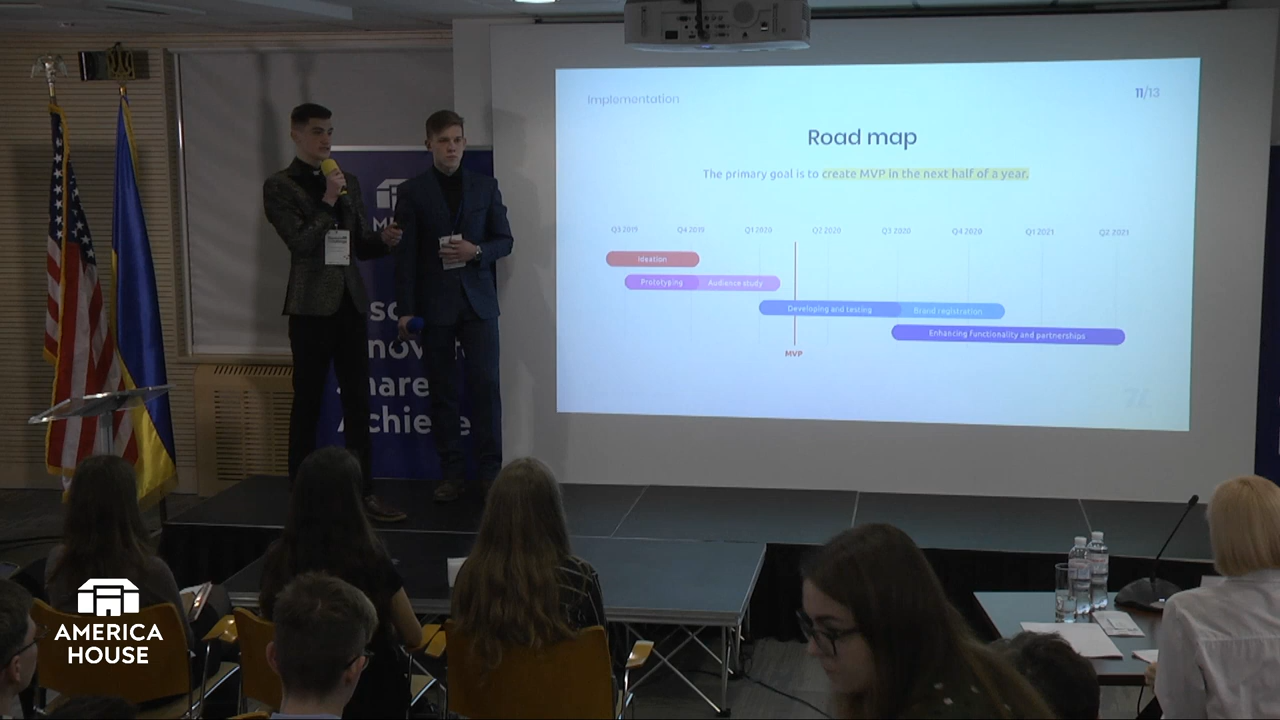 Implementation
11/13
Road map
The primary goal is to create MVP in the next half of a year.
Q3 2019 Q4 2019 Q1 2020 Q2 2020 Q3 2020 Q4 2020 Q1 2021 Q2 2021
Ideation
Prototyping Audience study
Developing and testing Brand registration
Enhancing functionality and partnerships
MVP
AMERICA
HOUSE